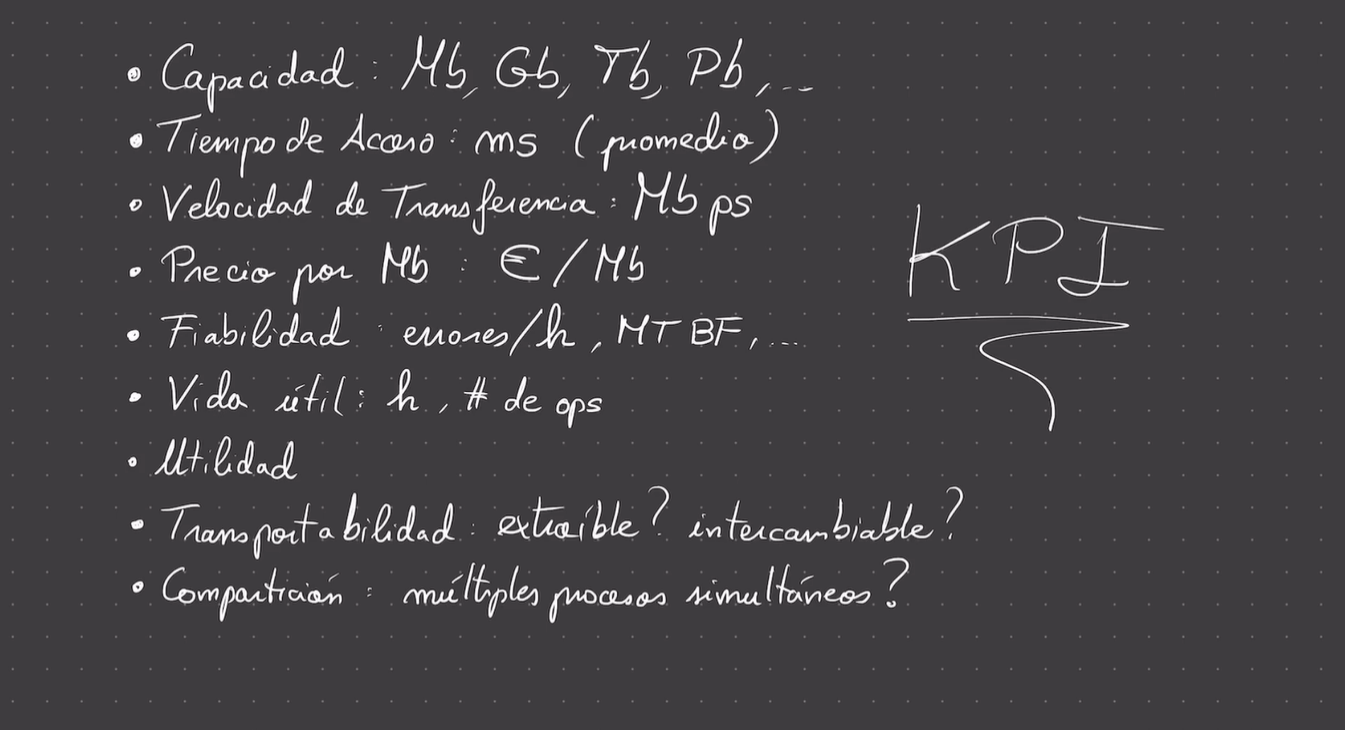 • Capacidad : Mb, Gb, Tb, Pb, ...
• Tiempo de Acceso : ms (promedio)
• Velocidad de Transferencia : Mbps
• Precio por Mb : €/Mb
• Fiabilidad : errores/h, MTBF, ...
• Vida útil : h, # de ops
• Utilidad
• Transportabilidad : extraíble? intercambiable?
• Compartición : múltiples procesos simultáneos?
KPI